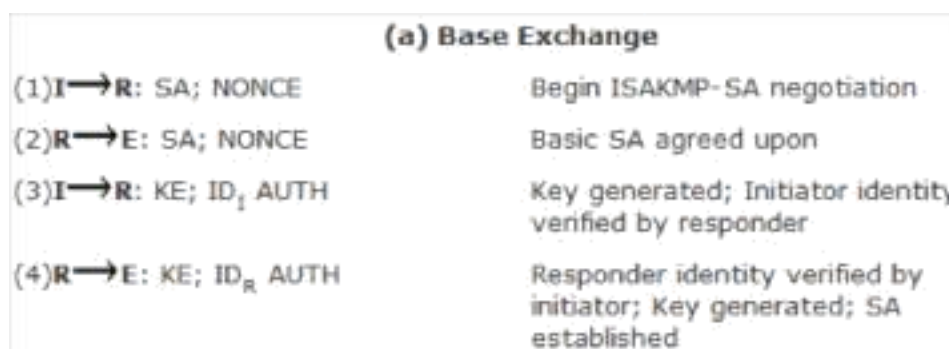 (a) Base Exchange
(1)I→R: SA; NONCE Begin ISAKMP-SA negotiation
(2)R→E: SA; NONCE Basic SA agreed upon
(3)I→R: KE; ID_I AUTH Key generated; Initiator identity
verified by responder
(4)R→E: KE; ID_R AUTH Responder identity verified by
initiator; Key generated; SA
established